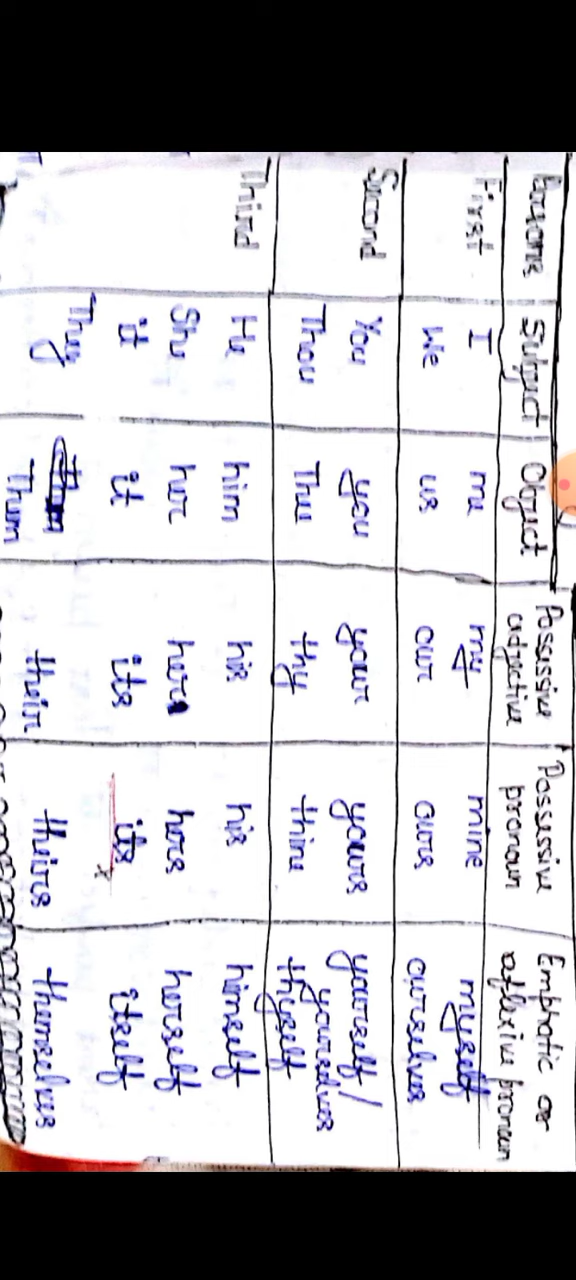 Persons Subject Object Possessive adjective Possessive pronoun Emphatic or reflexive pronoun
First I me my mine myself
We us our ours ourselves
Second You you your yours yourself / yourselves
Thou Thee thy thine thyself
Third He him his his himself
She her her hers herself
it it its its x itself
They Them their theirs themselves